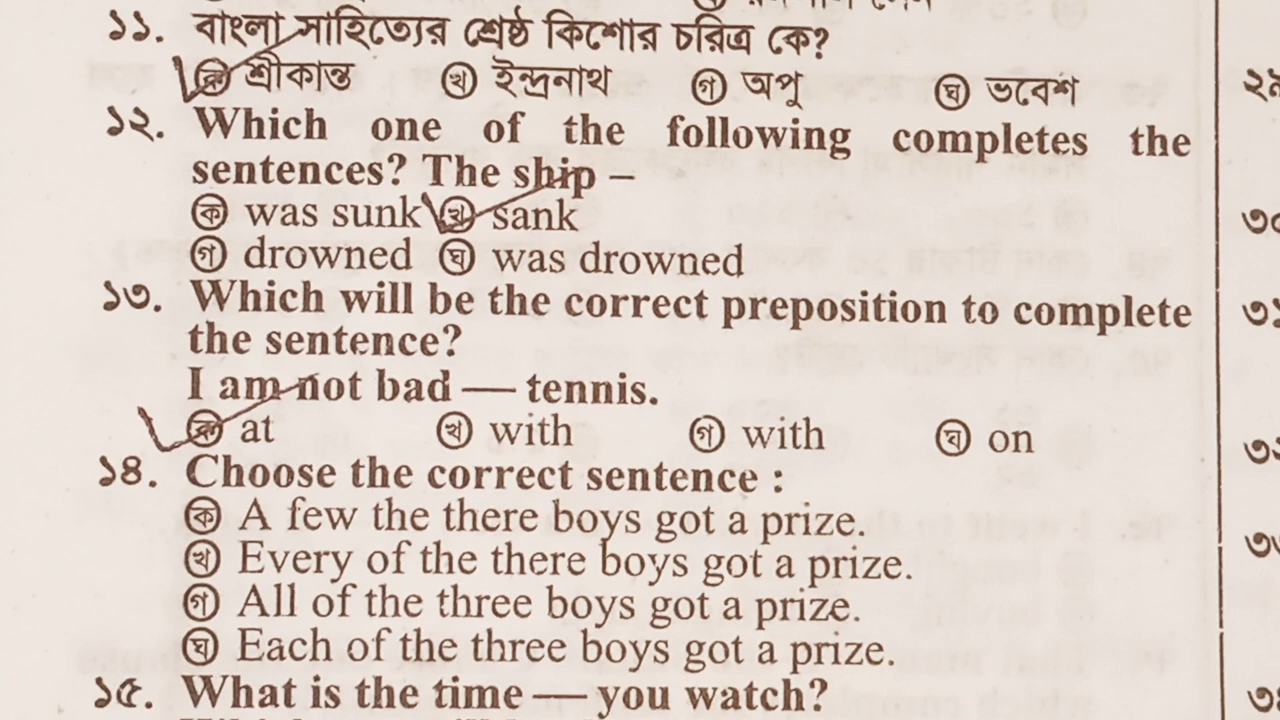 ১১. বাংলা সাহিত্যের শ্রেষ্ঠ কিশোর চরিত্র কে?
ক শ্রীকান্ত খ ইন্দ্রনাথ গ অপু ঘ ভবেশ
১২. Which one of the following completes the
sentences? The ship –
ক was sunk খ sank
গ drowned ঘ was drowned
১৩. Which will be the correct preposition to complete
the sentence?
I am not bad — tennis.
ক at খ with গ with ঘ on
১৪. Choose the correct sentence :
ক A few the there boys got a prize.
খ Every of the there boys got a prize.
গ All of the three boys got a prize.
ঘ Each of the three boys got a prize.
১৫. What is the time — you watch?